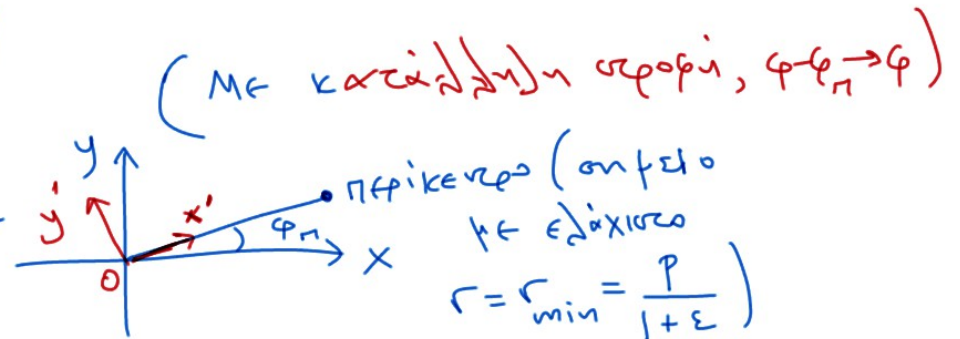 (Με κατάλληλη στροφή, φ-φ_π→φ)
y
y' x' φ_π περίκεντρο (σημείο
O x με ελάχιστο
r = r_min = p/(1+ε))